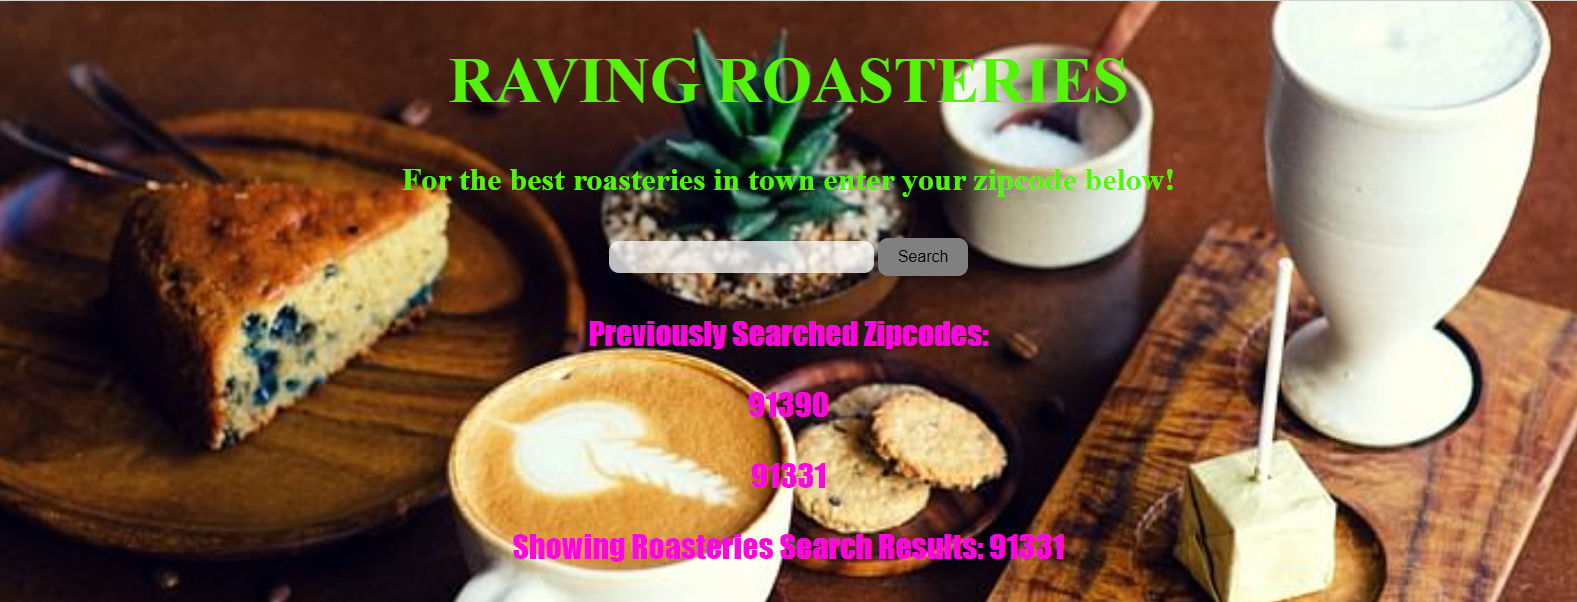 RAVING ROASTERIES
For the best roasteries in town enter your zipcode below!
Search
Previously Searched Zipcodes:
91390
91331
Showing Roasteries Search Results: 91331